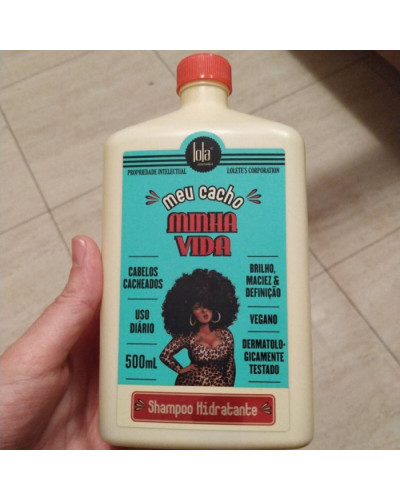 lola
PROPRIEDADE INTELECTUAL
LOLETE'S CORPORATION
meu cacho
MINHA
VIDA
CABELOS
CACHEADOS
BRILHO,
MACIEZ &
DEFINIÇÃO
USO
DIÁRIO
VEGANO
500mL
DERMATOLO-
GICAMENTE
TESTADO
Shampoo Hidratante